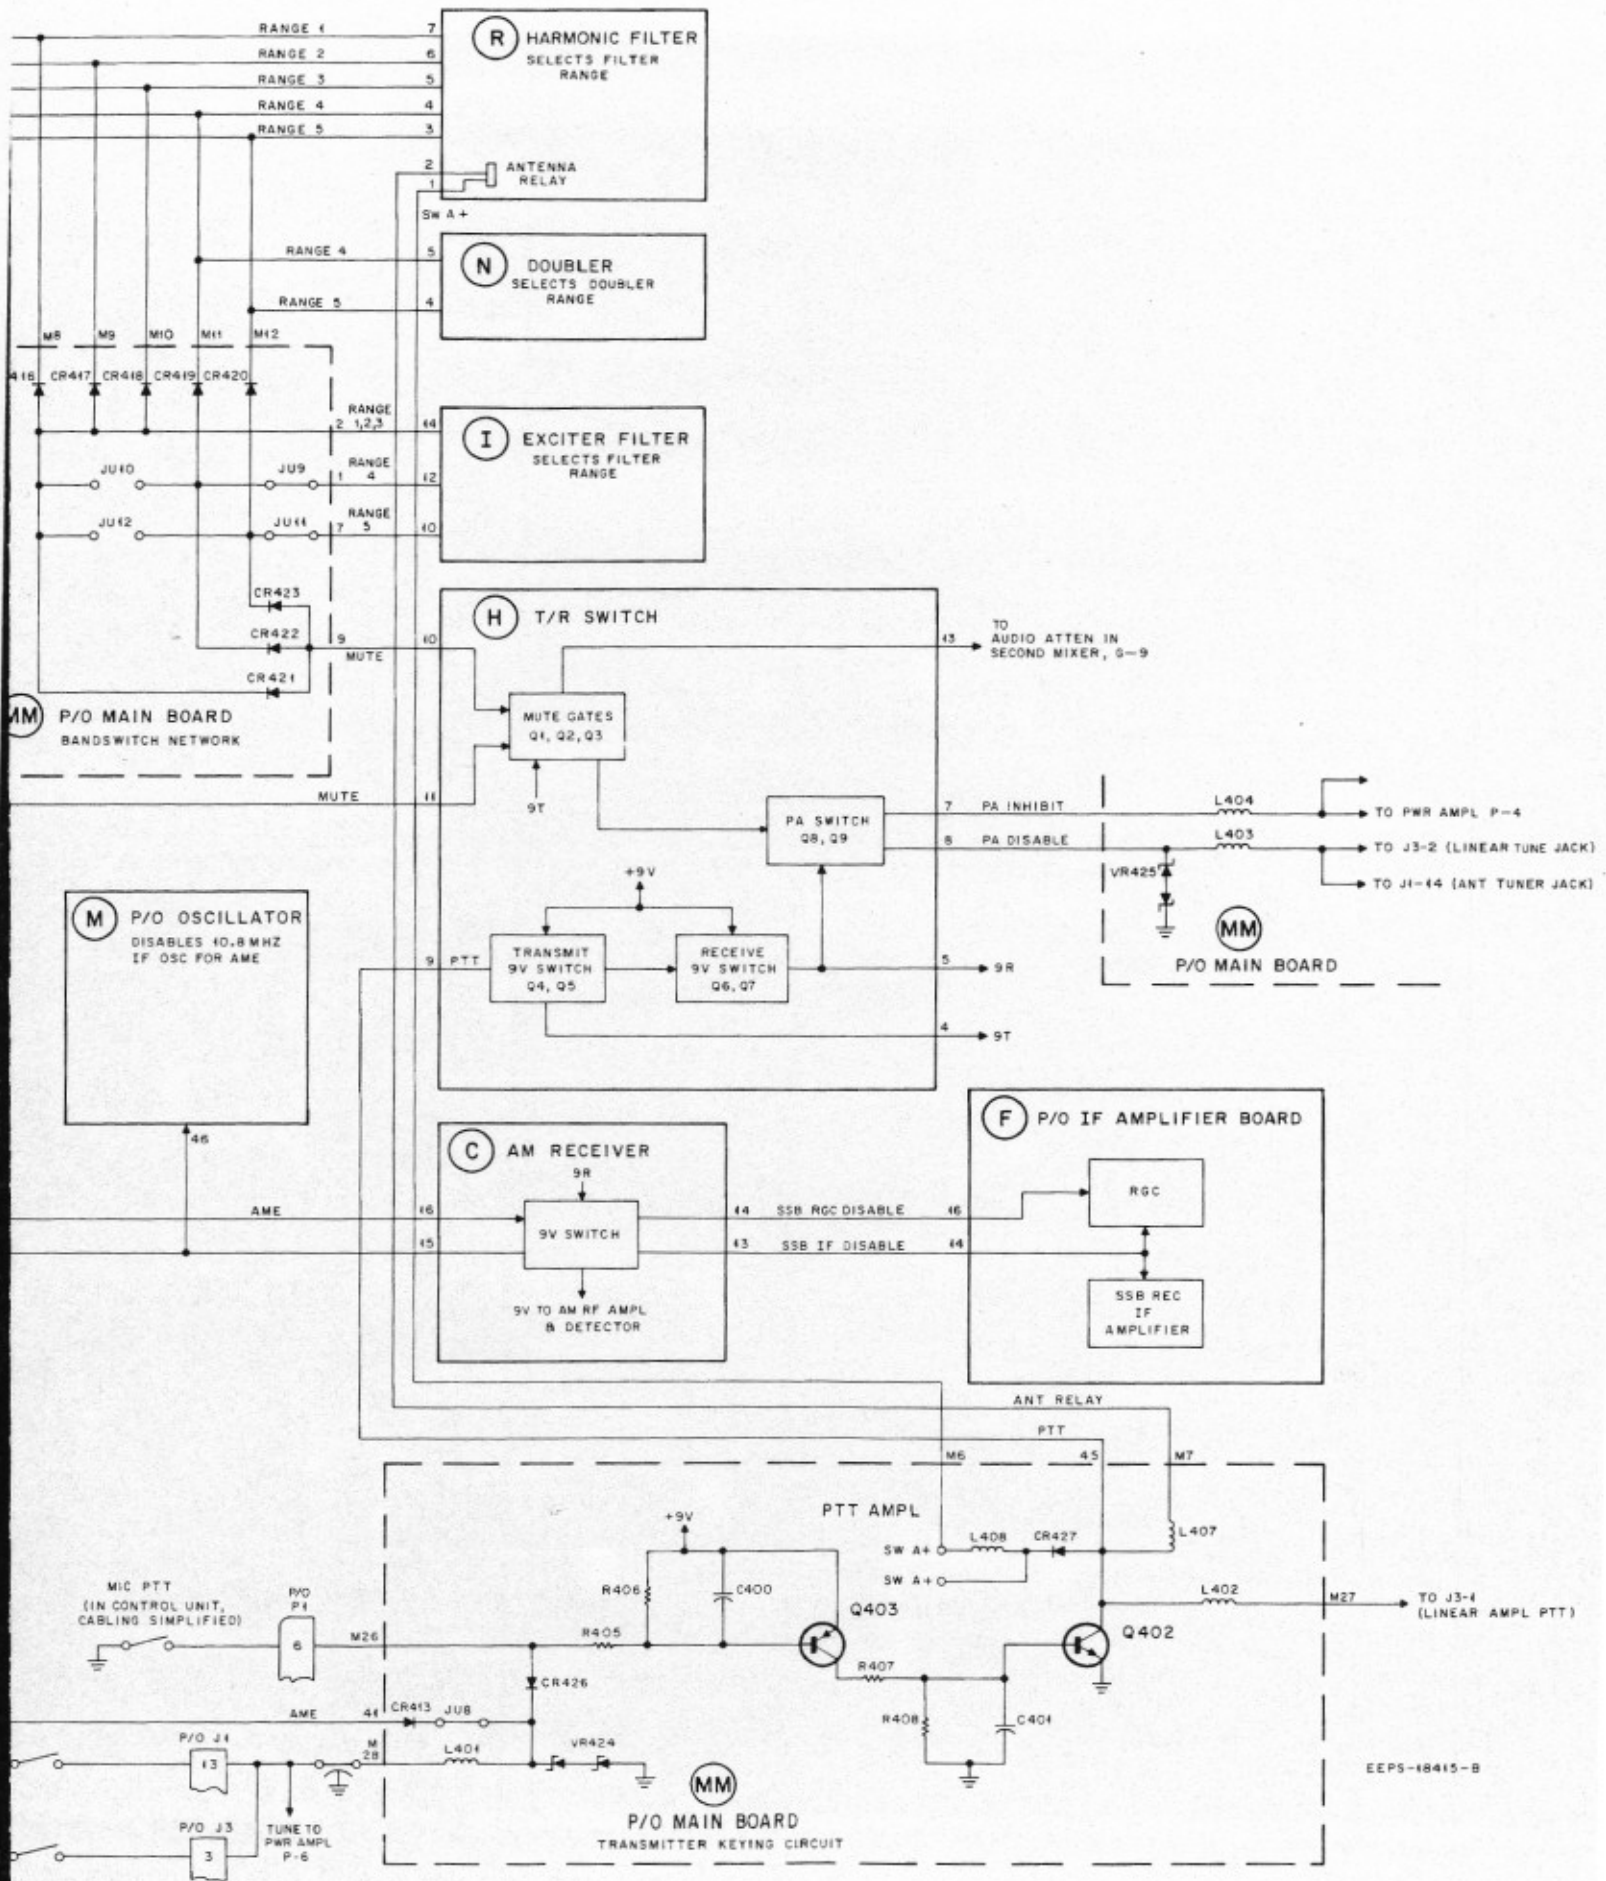 RANGE 1 7
RANGE 2 6
RANGE 3 5
RANGE 4 4
RANGE 5 3
2
1
SW A+
R HARMONIC FILTER
SELECTS FILTER
RANGE
ANTENNA
RELAY
RANGE 4 5
RANGE 5 4
N DOUBLER
SELECTS DOUBLER
RANGE
M8 M9 M10 M11 M12
416 CR417 CR418 CR419 CR420
2 RANGE 1,2,3 14
JU10 JU9 1 RANGE 4 12
JU12 JU11 7 RANGE 5 10
I EXCITER FILTER
SELECTS FILTER
RANGE
CR423
CR422
CR421
9 MUTE 10
MM P/O MAIN BOARD
BANDSWITCH NETWORK
MUTE 11
H T/R SWITCH
MUTE GATES
Q1, Q2, Q3
9T
13
TO
AUDIO ATTEN IN
SECOND MIXER, G-9
PA SWITCH
Q8, Q9
7 PA INHIBIT
8 PA DISABLE
L404
L403
VR425
TO PWR AMPL P-4
TO J3-2 (LINEAR TUNE JACK)
TO J1-14 (ANT TUNER JACK)
MM
P/O MAIN BOARD
+9V
9 PTT
TRANSMIT
9V SWITCH
Q4, Q5
RECEIVE
9V SWITCH
Q6, Q7
5 9R
4 9T
M P/O OSCILLATOR
DISABLES 10.8 MHZ
IF OSC FOR AME
46
C AM RECEIVER
9R
9V SWITCH
9V TO AM RF AMPL
& DETECTOR
AME 16
15
14 SSB RGC DISABLE 16
13 SSB IF DISABLE 14
F P/O IF AMPLIFIER BOARD
RGC
SSB REC
IF
AMPLIFIER
ANT RELAY
PTT
M6 45 M7
PTT AMPL
+9V
R406 C400
SW A+ L408 CR427 L407
SW A+
L402 M27
TO J3-1
(LINEAR AMPL PTT)
Q403
Q402
MIC PTT
(IN CONTROL UNIT,
CABLING SIMPLIFIED)
P/O
P1
6
M26
R405
R407
CR426
R408 C401
AME 41 CR413 JU8
P/O J1
13
M
28
L401 VR424
P/O J3
3
TUNE TO
PWR AMPL
P-6
MM
P/O MAIN BOARD
TRANSMITTER KEYING CIRCUIT
EEPS-18415-B